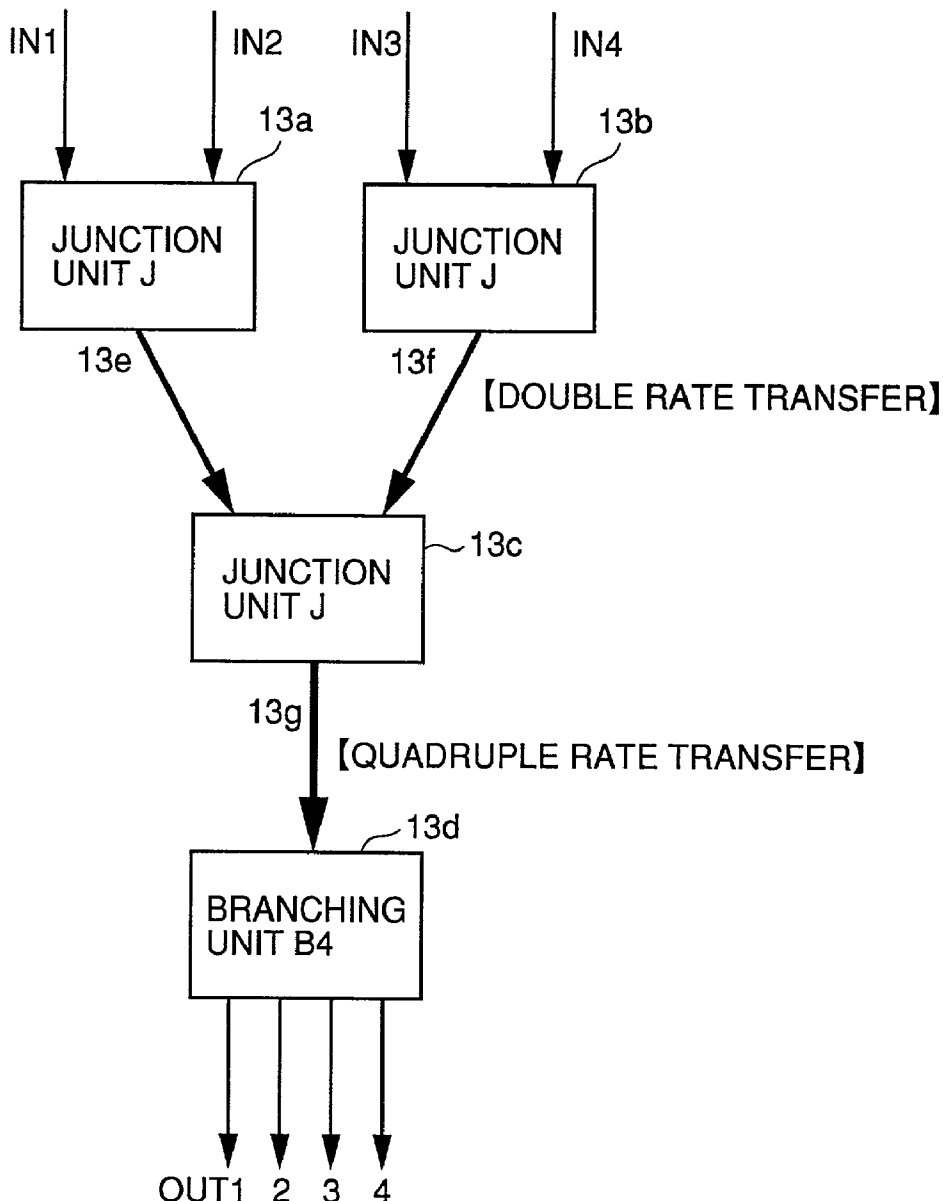 IN1 IN2 IN3 IN4
13a 13b
JUNCTION
UNIT J
JUNCTION
UNIT J
13e 13f
【DOUBLE RATE TRANSFER】
13c
JUNCTION
UNIT J
13g
【QUADRUPLE RATE TRANSFER】
13d
BRANCHING
UNIT B4
OUT1 2 3 4